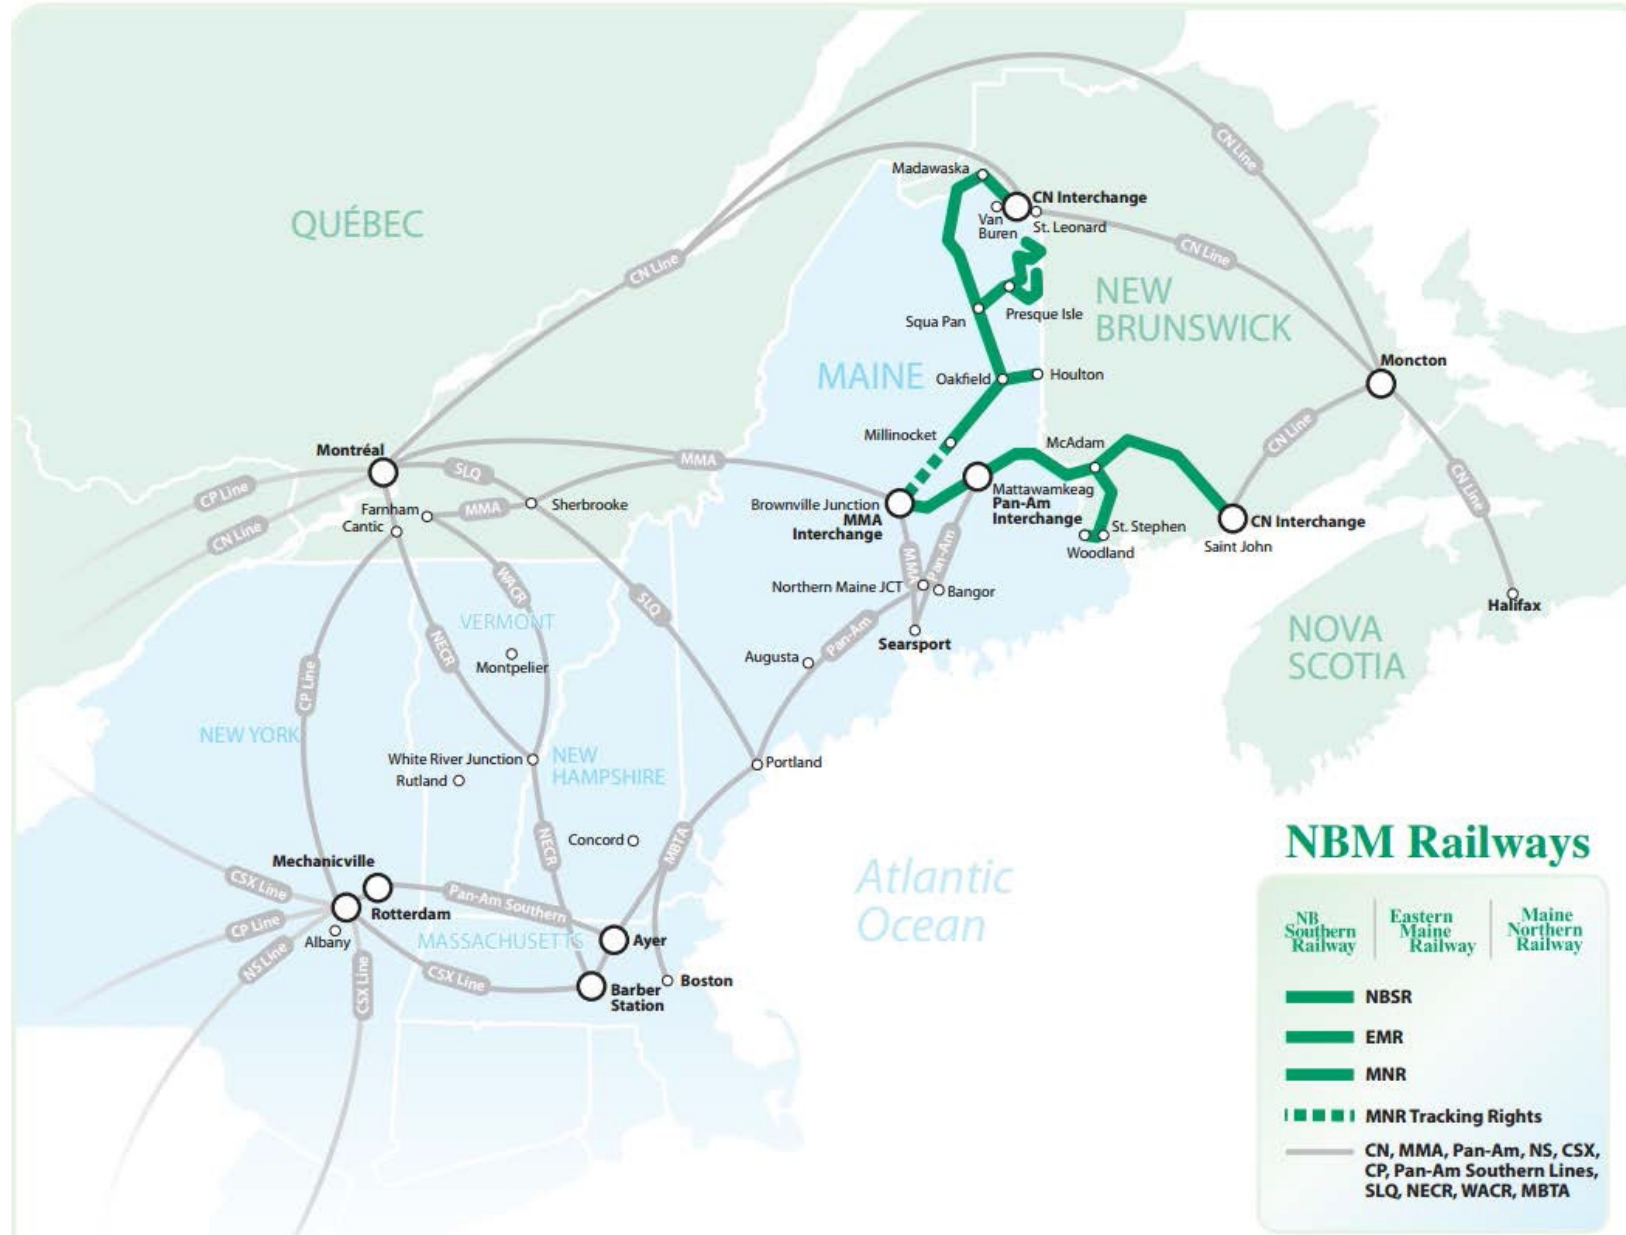 CN Line
Madawaska
CN Interchange
Van
Buren
St. Leonard
QUÉBEC
CN Line
CN Line
NEW
BRUNSWICK
Squa Pan
Presque Isle
MAINE
Oakfield
Houlton
Moncton
Millinocket
McAdam
CN Line
Montréal
SLQ
MMA
CP Line
CN Line
CN Line
Farnham
Cantic
MMA
Sherbrooke
Brownville Junction
MMA
Interchange
Mattawamkeag
Pan-Am
Interchange
St. Stephen
Woodland
CN Interchange
Saint John
MMA
Pan-Am
Northern Maine JCT
Bangor
Halifax
WACR
SLQ
VERMONT
NECR
Montpelier
Augusta
Pan-Am
Searsport
NOVA
SCOTIA
CP Line
NEW YORK
White River Junction
Rutland
NEW
HAMPSHIRE
Portland
NECR
Concord
MBTA
Mechanicville
CSX Line
Rotterdam
Pan-Am Southern
CP Line
Albany
MASSACHUSETTS
Ayer
NS Line
CSX Line
CSX Line
Barber
Station
Boston
Atlantic
Ocean
NBM Railways
NB
Southern
Railway
Eastern
Maine
Railway
Maine
Northern
Railway
NBSR
EMR
MNR
MNR Tracking Rights
CN, MMA, Pan-Am, NS, CSX,
CP, Pan-Am Southern Lines,
SLQ, NECR, WACR, MBTA